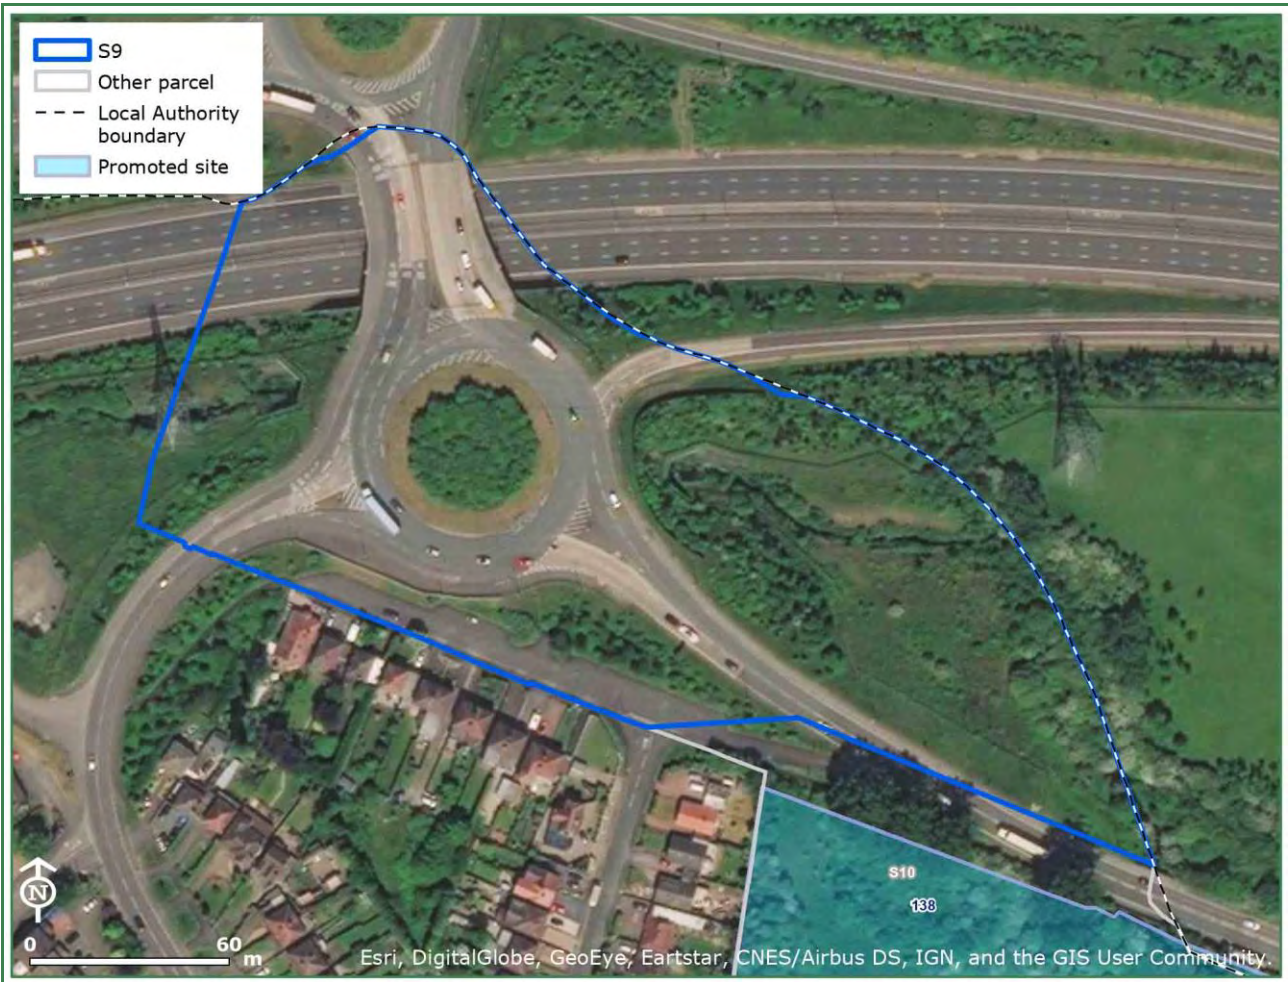 S9
Other parcel
Local Authority
boundary
Promoted site
S10
138
N
0 60
m
Esri, DigitalGlobe, GeoEye, Eartstar, CNES/Airbus DS, IGN, and the GIS User Community.